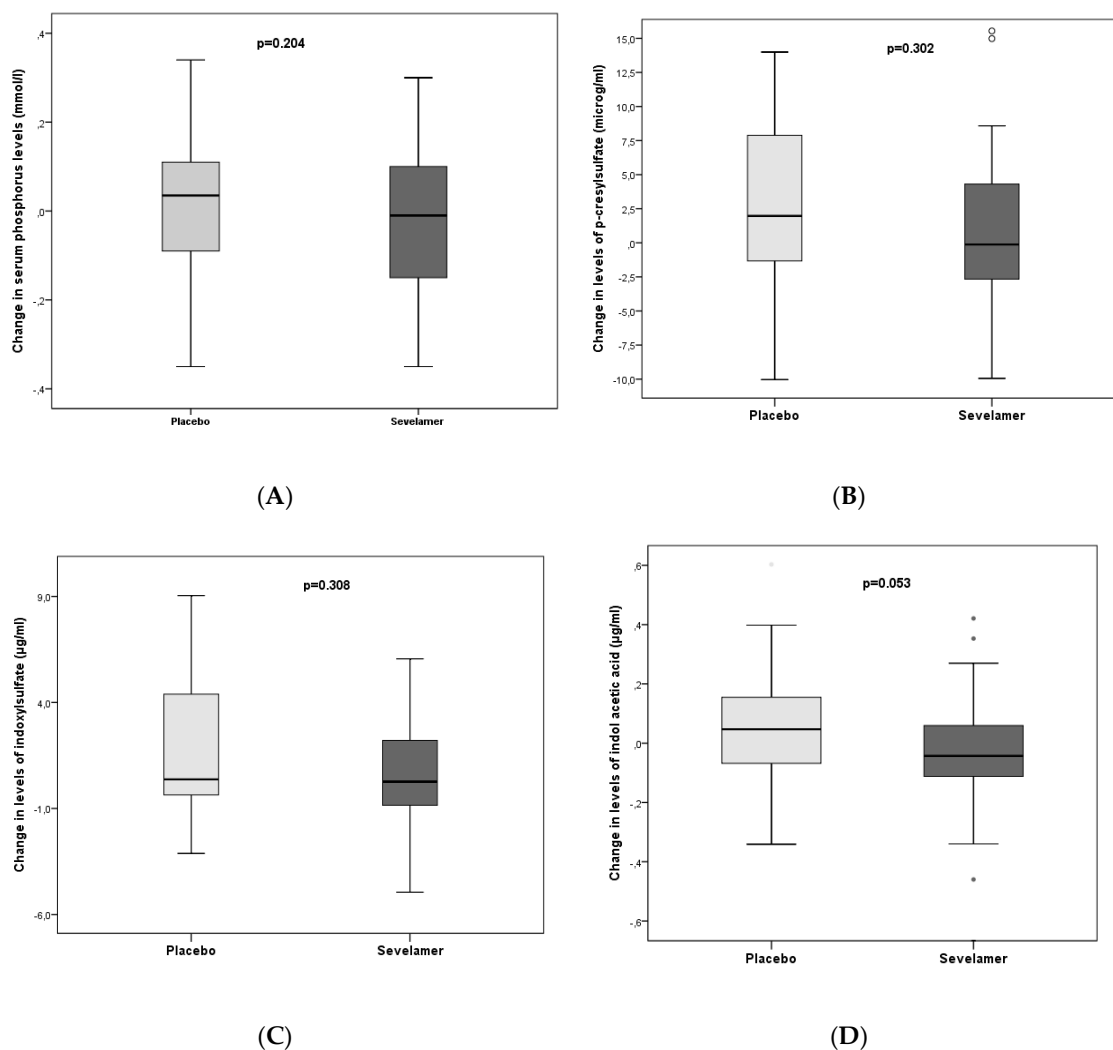 Change in serum phosphorus levels (mmol/l)
,4
,2
,0
-,2
-,4
p=0.204
Placebo
Sevelamer
(A)
Change in levels of p-cresylsulfate (microg/ml)
15,0
12,5
10,0
7,5
5,0
2,5
,0
-2,5
-5,0
-7,5
-10,0
p=0.302
Placebo
Sevelamer
(B)
Change in levels of indoxylsulfate (µg/ml)
9,0
4,0
-1,0
-6,0
p=0.308
Placebo
Sevelamer
(C)
Change in levels of indol acetic acid (µg/ml)
,6
,4
,2
,0
-,2
-,4
-,6
p=0.053
Placebo
Sevelamer
(D)